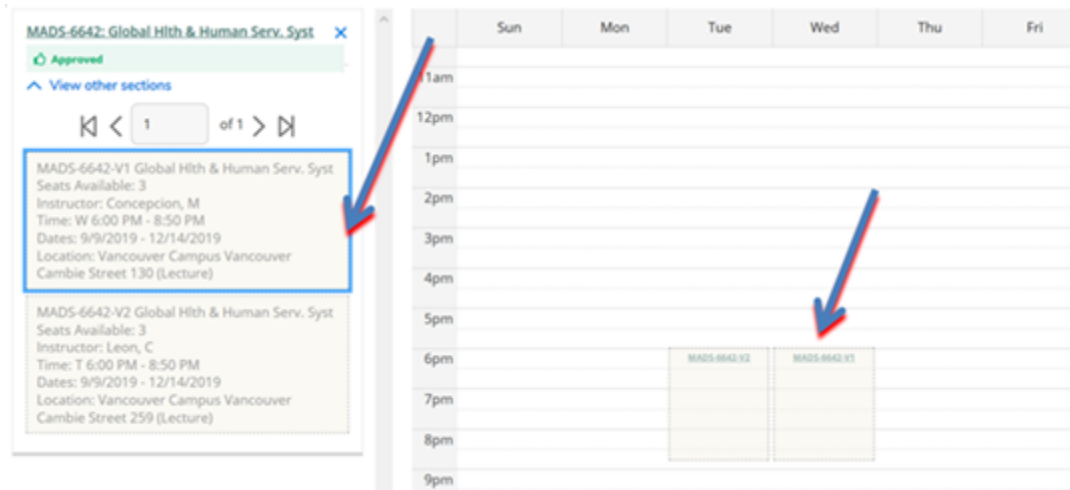 MADS-6642: Global Hlth & Human Serv. Syst
Approved
View other sections
1 of 1
MADS-6642-V1 Global Hlth & Human Serv. Syst
Seats Available: 3
Instructor: Concepcion, M
Time: W 6:00 PM - 8:50 PM
Dates: 9/9/2019 - 12/14/2019
Location: Vancouver Campus Vancouver
Cambie Street 130 (Lecture)
MADS-6642-V2 Global Hlth & Human Serv. Syst
Seats Available: 3
Instructor: Leon, C
Time: T 6:00 PM - 8:50 PM
Dates: 9/9/2019 - 12/14/2019
Location: Vancouver Campus Vancouver
Cambie Street 259 (Lecture)
Sun Mon Tue Wed Thu Fri
11am
12pm
1pm
2pm
3pm
4pm
5pm
6pm MADS-6642-V2 MADS-6642-V1
7pm
8pm
9pm